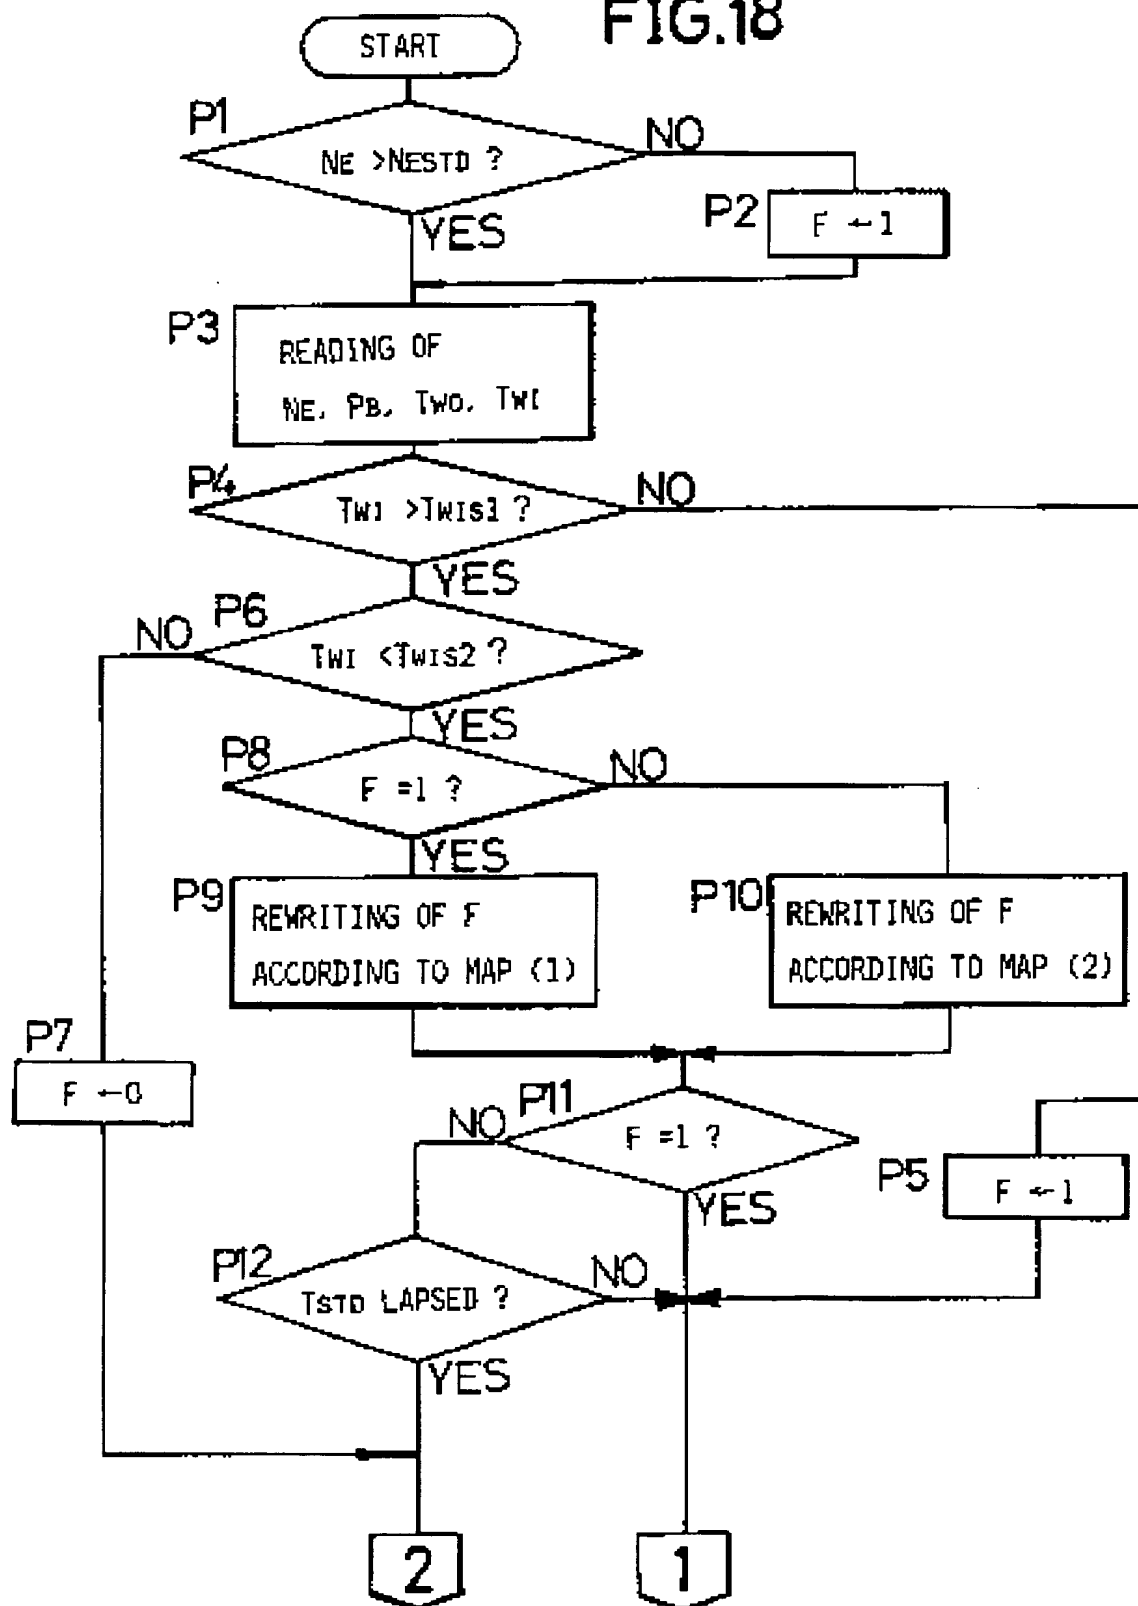 FIG.18
START
P1
NE >NESTD ?
NO
YES
P2
F ←1
P3
READING OF
NE, PB, TWO, TWI
P4
TWI >TWIS1 ?
NO
YES
P6
NO
TWI <TWIS2 ?
YES
P8
F =1 ?
NO
YES
P9
REWRITING OF F
ACCORDING TO MAP (1)
P10
REWRITING OF F
ACCORDING TO MAP (2)
P7
F ←0
P11
NO
F =1 ?
YES
P5
F ←1
P12
TSTD LAPSED ?
NO
YES
2
1